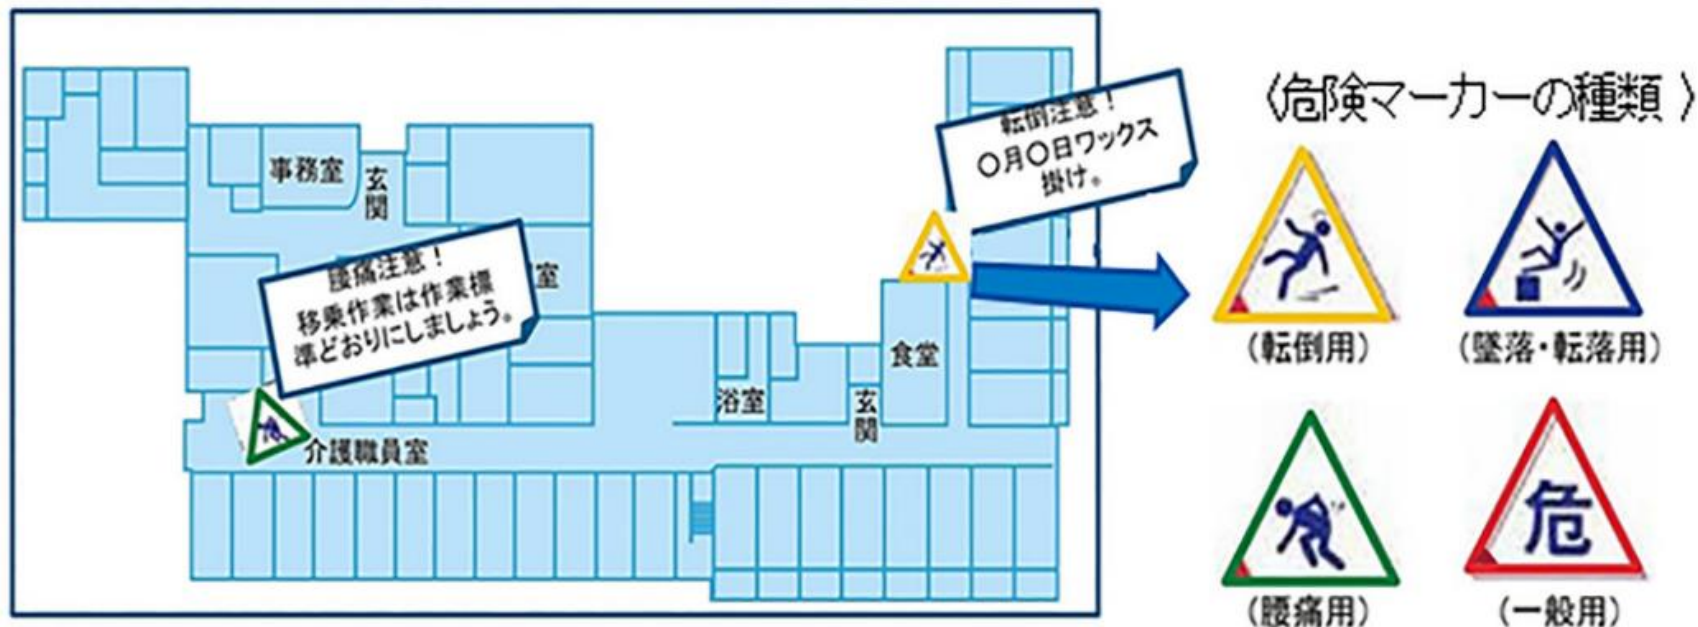 事務室
玄
関
転倒注意!
〇月〇日ワックス
掛け。
腰痛注意!
移乗作業は作業標
準どおりにしましょう。
室
食堂
浴室
玄
関
介護職員室
〈危険マーカーの種類〉
(転倒用)
(墜落・転落用)
危
(腰痛用)
(一般用)